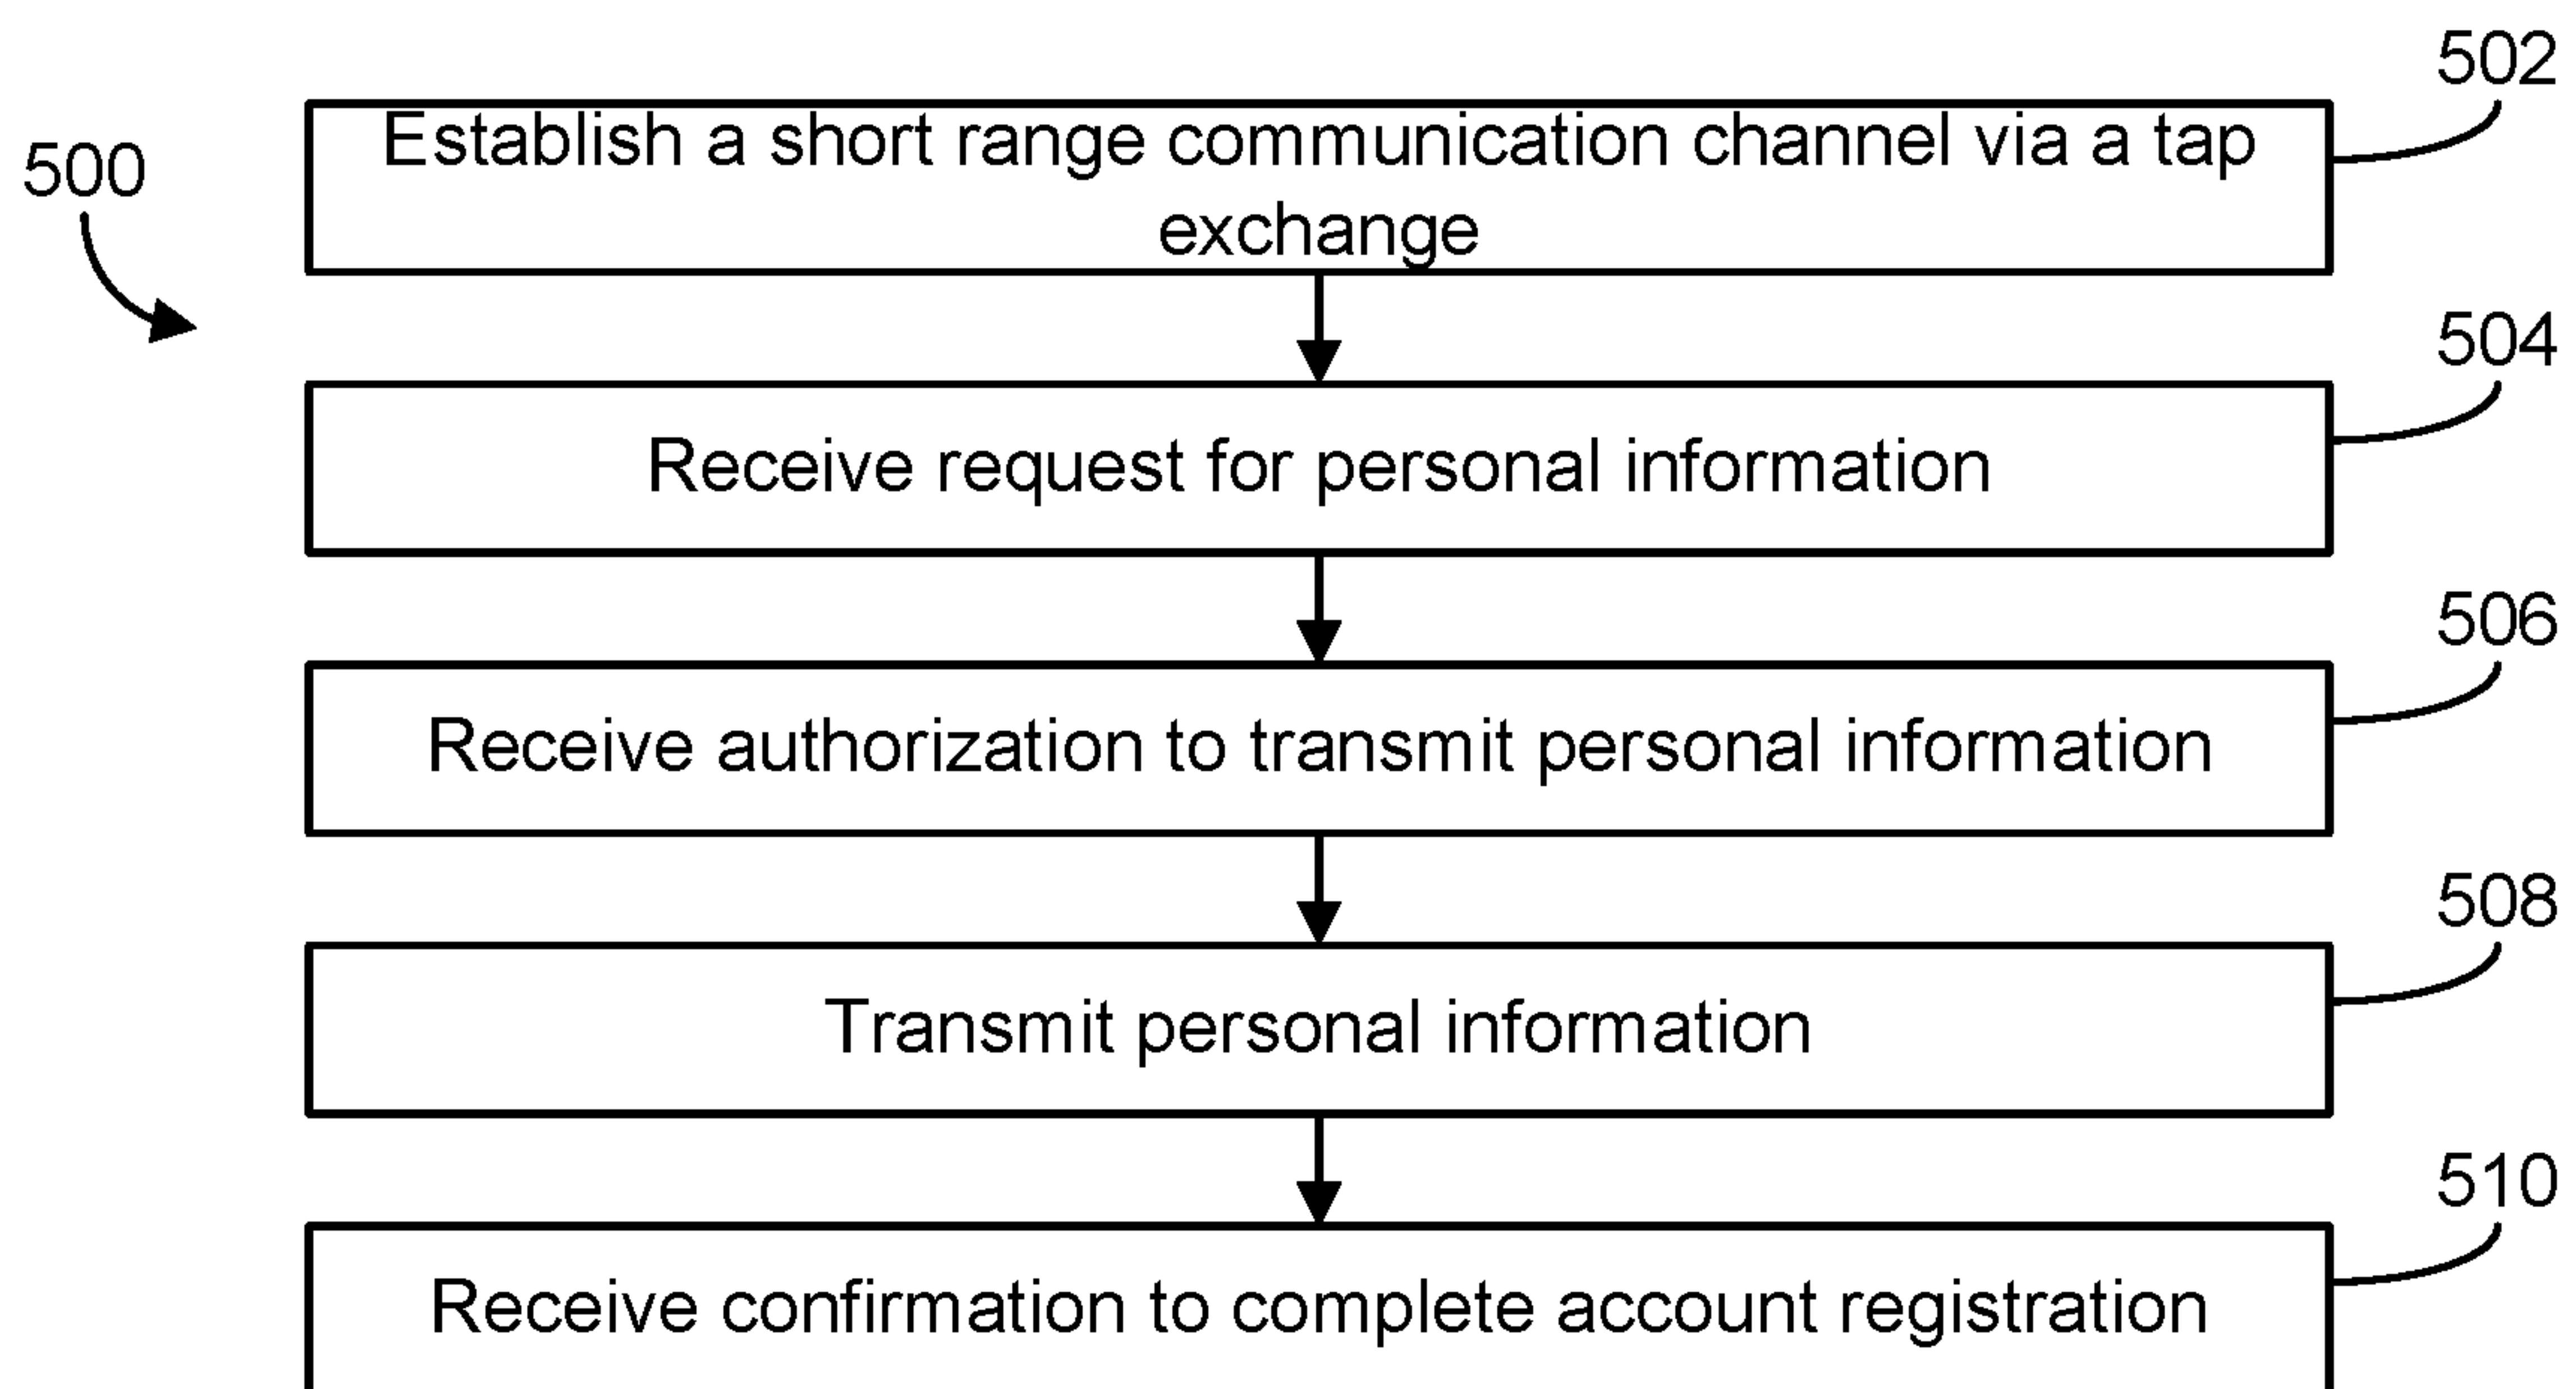 502
Establish a short range communication channel via a tap
exchange
500
504
Receive request for personal information
506
Receive authorization to transmit personal information
508
Transmit personal information
510
Receive confirmation to complete account registration